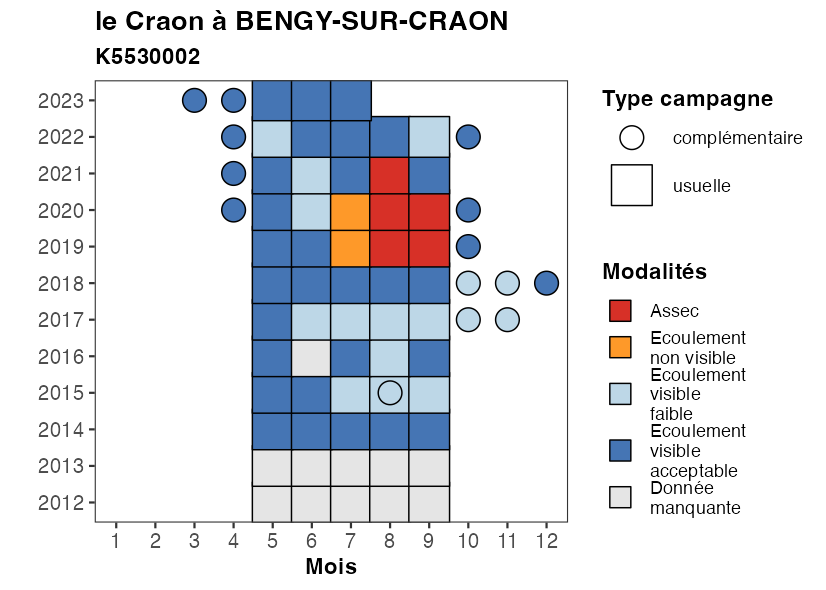 le Craon à BENGY-SUR-CRAON
K5530002
2023
2022
2021
2020
2019
2018
2017
2016
2015
2014
2013
2012
1 2 3 4 5 6 7 8 9 10 11 12
Mois
Type campagne
complémentaire
usuelle
Modalités
Assec
Ecoulement
non visible
Ecoulement
visible
faible
Ecoulement
visible
acceptable
Donnée
manquante